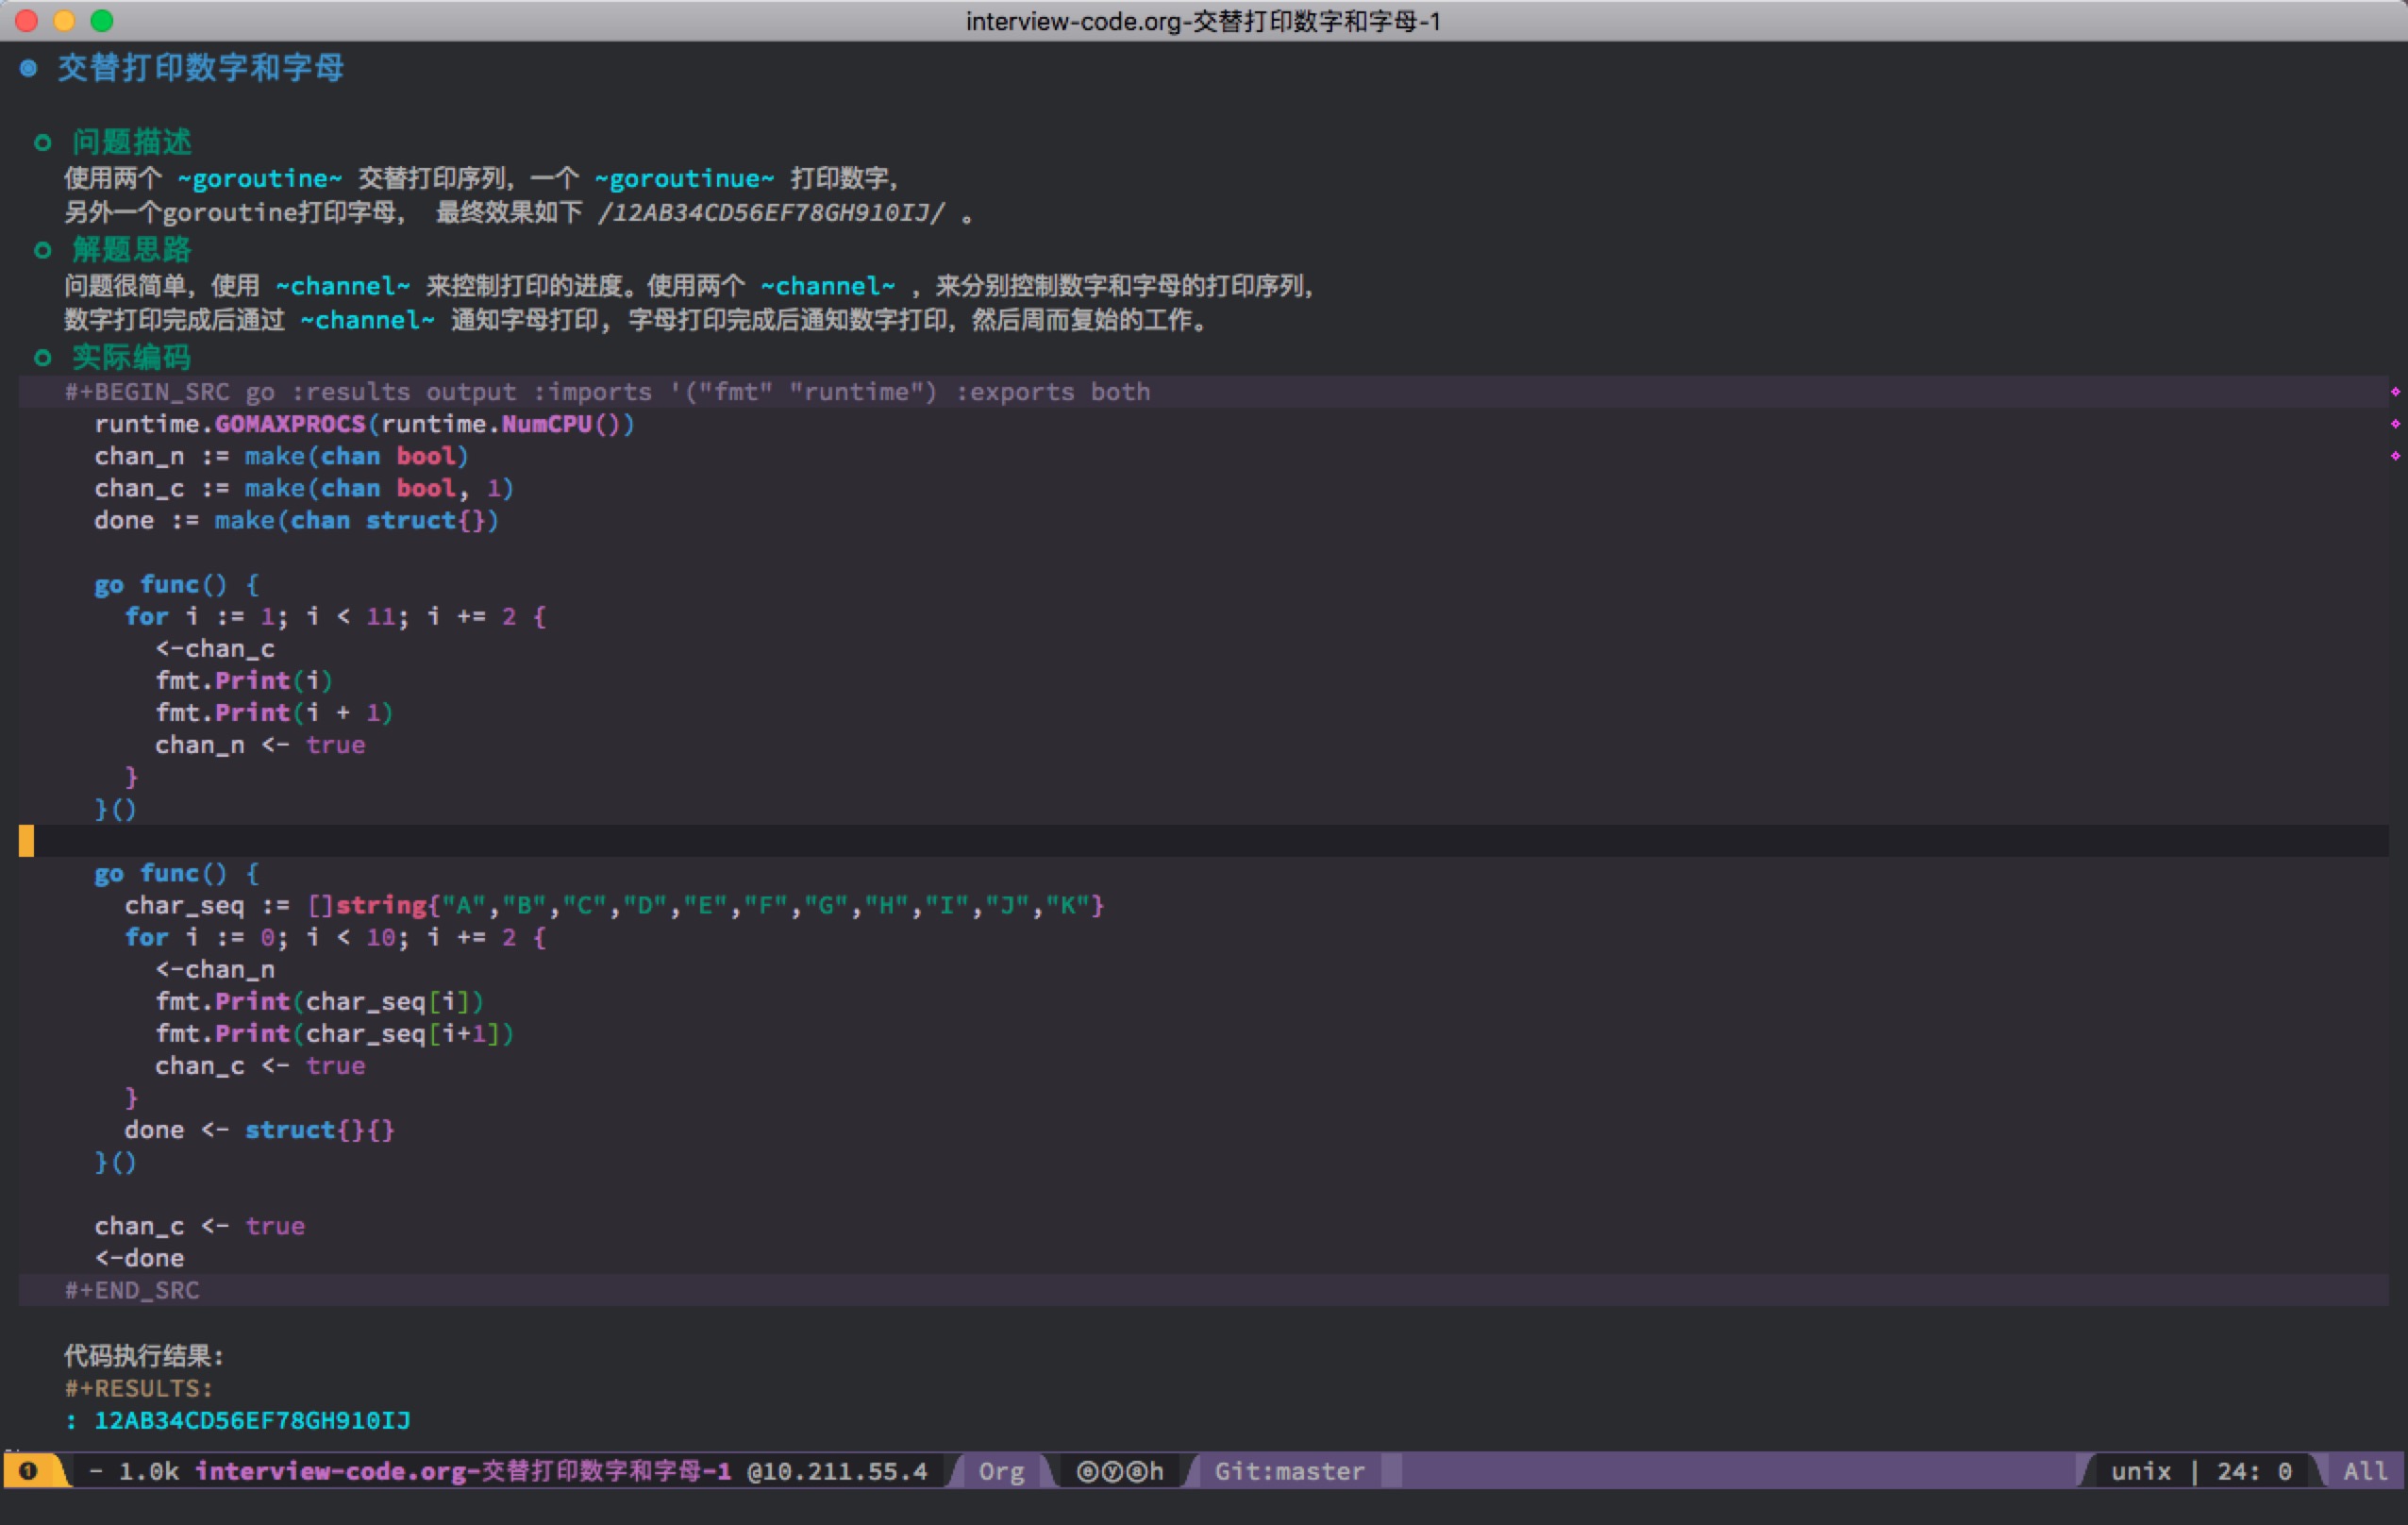 interview-code.org-交替打印数字和字母-1
交替打印数字和字母
问题描述
使用两个 ~goroutine~ 交替打印序列，一个 ~goroutinue~ 打印数字，
另外一个goroutine打印字母， 最终效果如下 /12AB34CD56EF78GH910IJ/ 。
解题思路
问题很简单，使用 ~channel~ 来控制打印的进度。使用两个 ~channel~ ，来分别控制数字和字母的打印序列，
数字打印完成后通过 ~channel~ 通知字母打印, 字母打印完成后通知数字打印，然后周而复始的工作。
实际编码
#+BEGIN_SRC go :results output :imports '("fmt" "runtime") :exports both
runtime.GOMAXPROCS(runtime.NumCPU())
chan_n := make(chan bool)
chan_c := make(chan bool, 1)
done := make(chan struct{})
go func() {
for i := 1; i < 11; i += 2 {
<-chan_c
fmt.Print(i)
fmt.Print(i + 1)
chan_n <- true
}
}()
go func() {
char_seq := []string{"A","B","C","D","E","F","G","H","I","J","K"}
for i := 0; i < 10; i += 2 {
<-chan_n
fmt.Print(char_seq[i])
fmt.Print(char_seq[i+1])
chan_c <- true
}
done <- struct{}{}
}()
chan_c <- true
<-done
#+END_SRC
代码执行结果:
#+RESULTS:
: 12AB34CD56EF78GH910IJ
❶ - 1.0k interview-code.org-交替打印数字和字母-1 @10.211.55.4 Org ⓔⓨⓐh Git:master unix | 24: 0 All